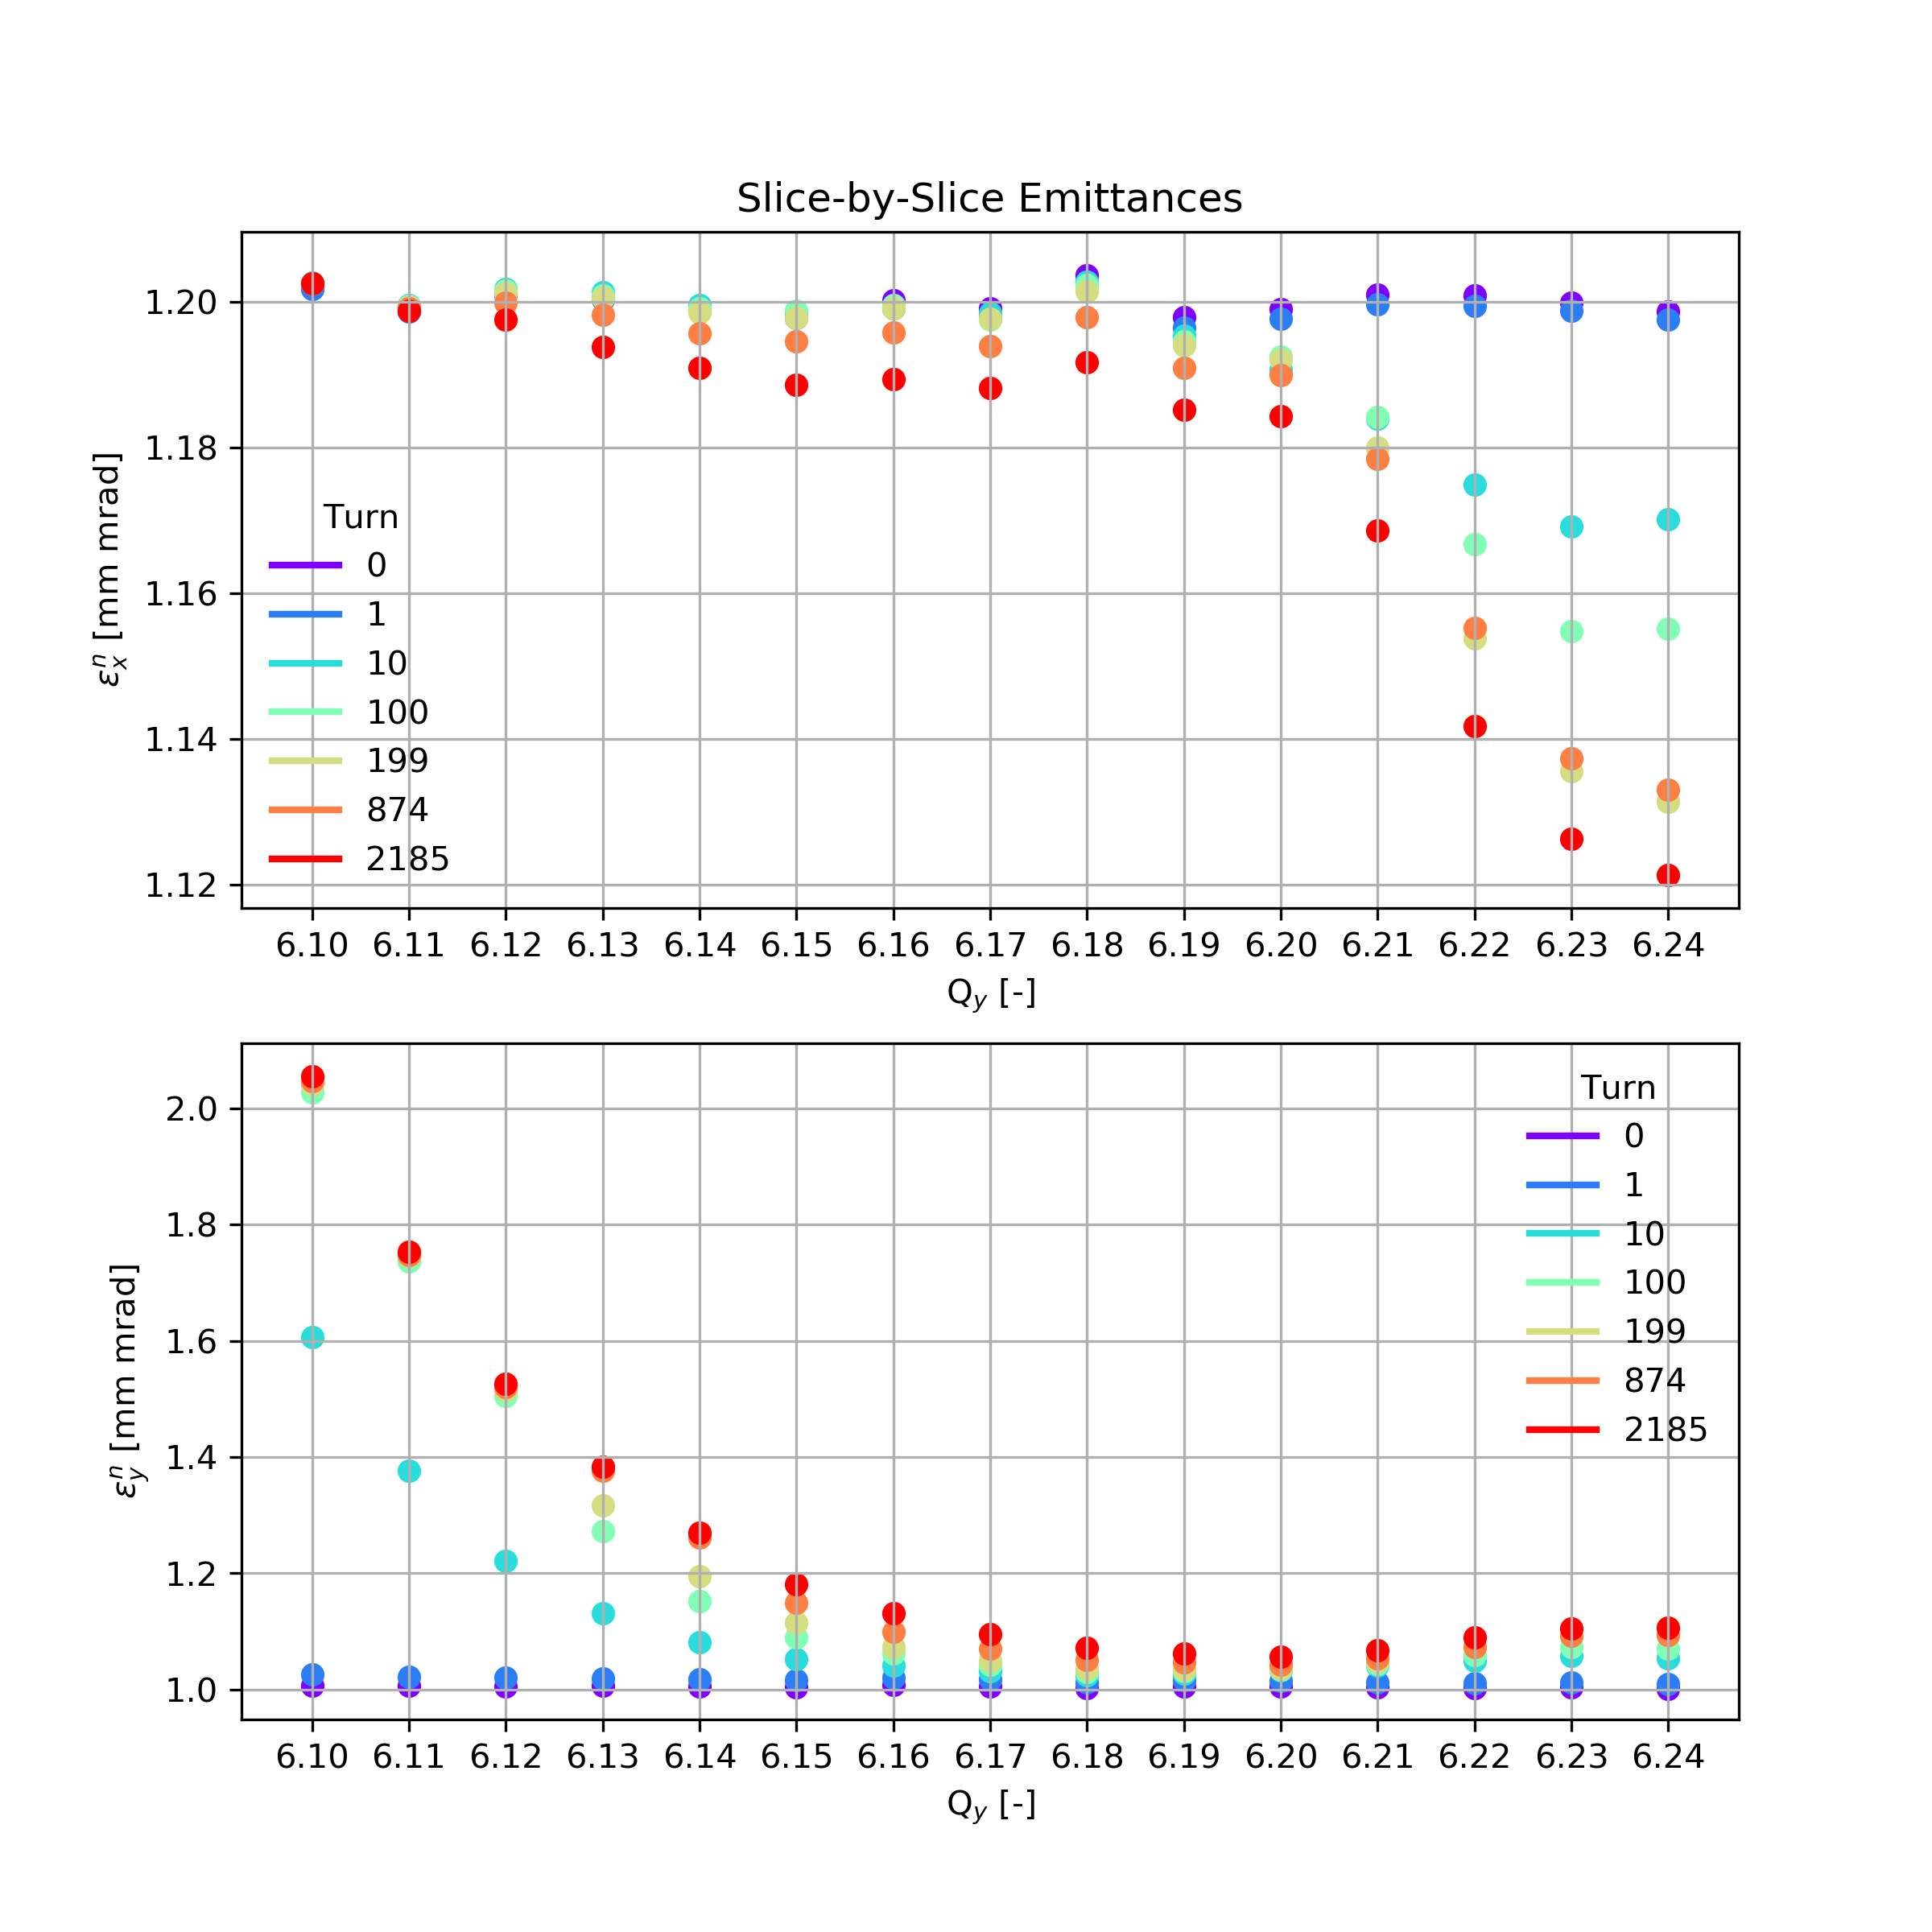 Slice-by-Slice Emittances
εₓⁿ [mm mrad]
1.20
1.18
1.16
1.14
1.12
Turn
0
1
10
100
199
874
2185
6.10 6.11 6.12 6.13 6.14 6.15 6.16 6.17 6.18 6.19 6.20 6.21 6.22 6.23 6.24
Q_y [-]
ε_yⁿ [mm mrad]
2.0
1.8
1.6
1.4
1.2
1.0
Turn
0
1
10
100
199
874
2185
6.10 6.11 6.12 6.13 6.14 6.15 6.16 6.17 6.18 6.19 6.20 6.21 6.22 6.23 6.24
Q_y [-]